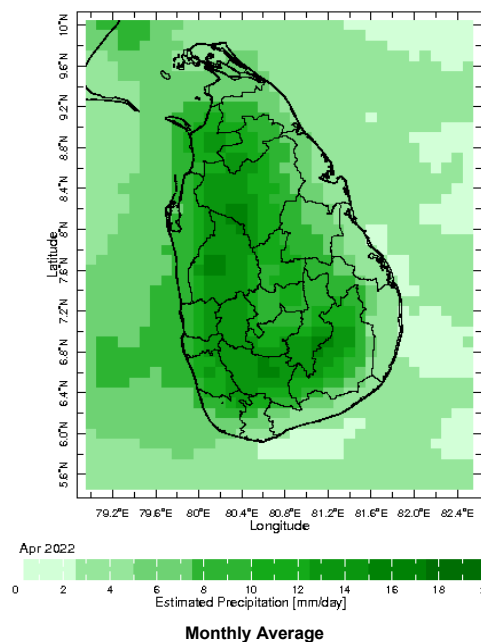 10°N
9.6°N
9.2°N
8.8°N
8.4°N
8°N
7.6°N
7.2°N
6.8°N
6.4°N
6.0°N
5.6°N
Latitude
79.2°E 79.6°E 80°E 80.4°E 80.8°E 81.2°E 81.6°E 82.0°E 82.4°E
Longitude
Apr 2022
0 2 4 6 8 10 12 14 16 18
Estimated Precipitation [mm/day]
Monthly Average